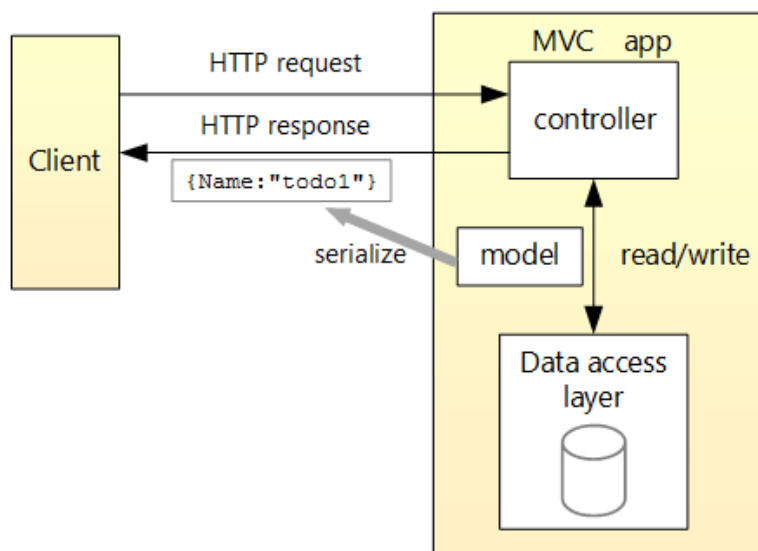 MVC app
HTTP request
controller
HTTP response
Client
{Name:"todo1"}
serialize
model
read/write
Data access
layer